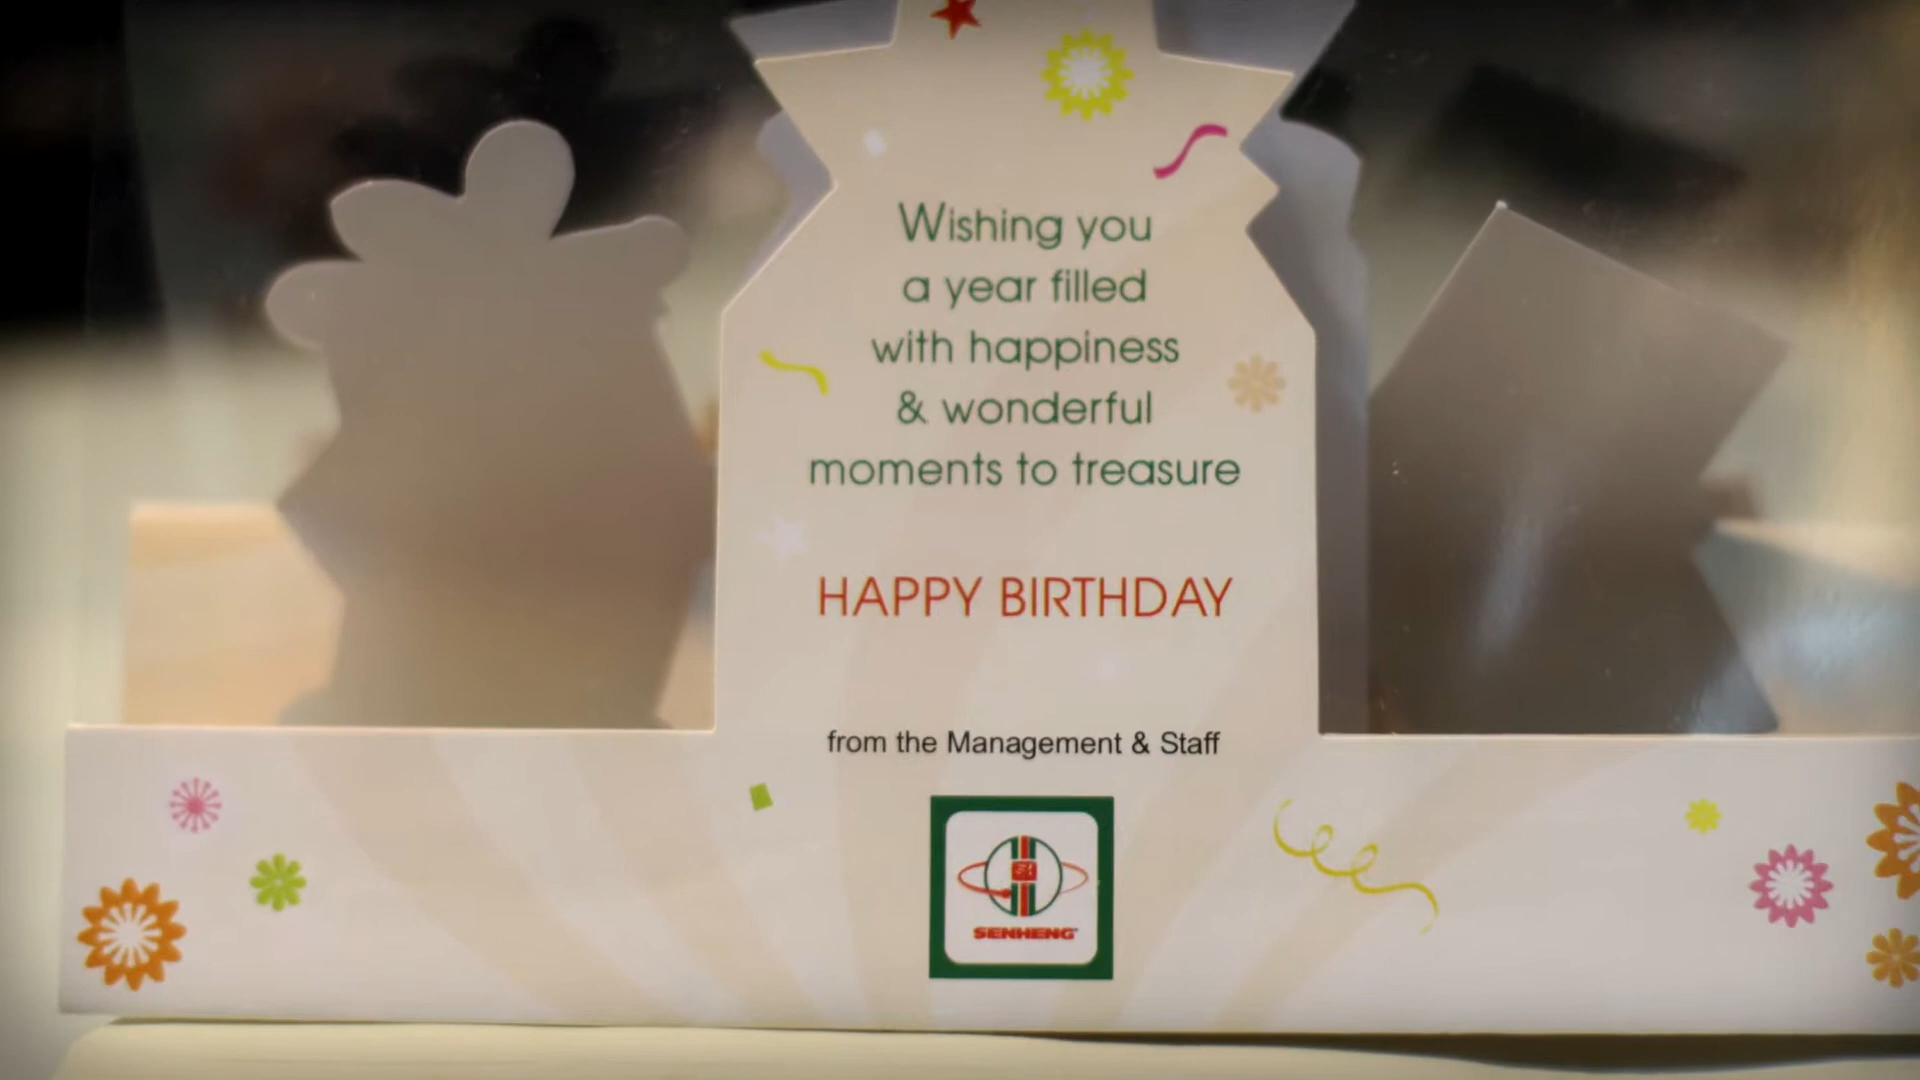 Wishing you
a year filled
with happiness
& wonderful
moments to treasure
HAPPY BIRTHDAY
from the Management & Staff
SENHENG